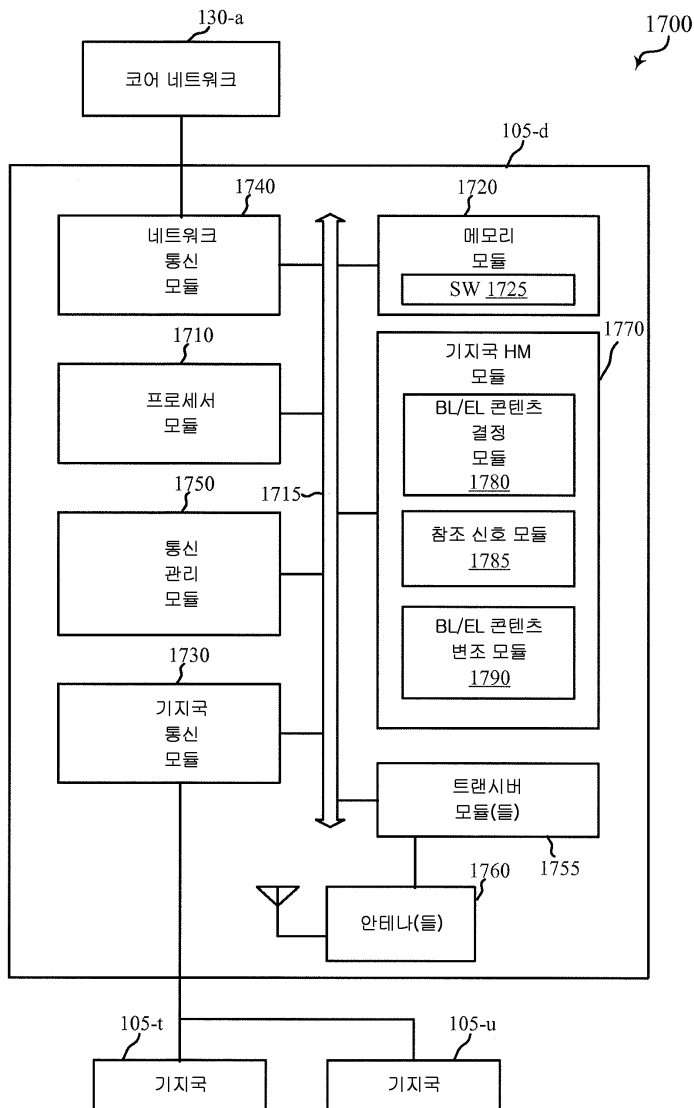 130-a
1700
코어 네트워크
105-d
1740
네트워크
통신
모듈
1720
메모리
모듈
SW 1725
1710
프로세서
모듈
1770
기지국 HM
모듈
BL/EL 콘텐츠
결정
모듈
1780
1715
1750
통신
관리
모듈
참조 신호 모듈
1785
1730
기지국
통신
모듈
BL/EL 콘텐츠
변조 모듈
1790
트랜시버
모듈(들)
1755
1760
안테나(들)
105-t
기지국
105-u
기지국